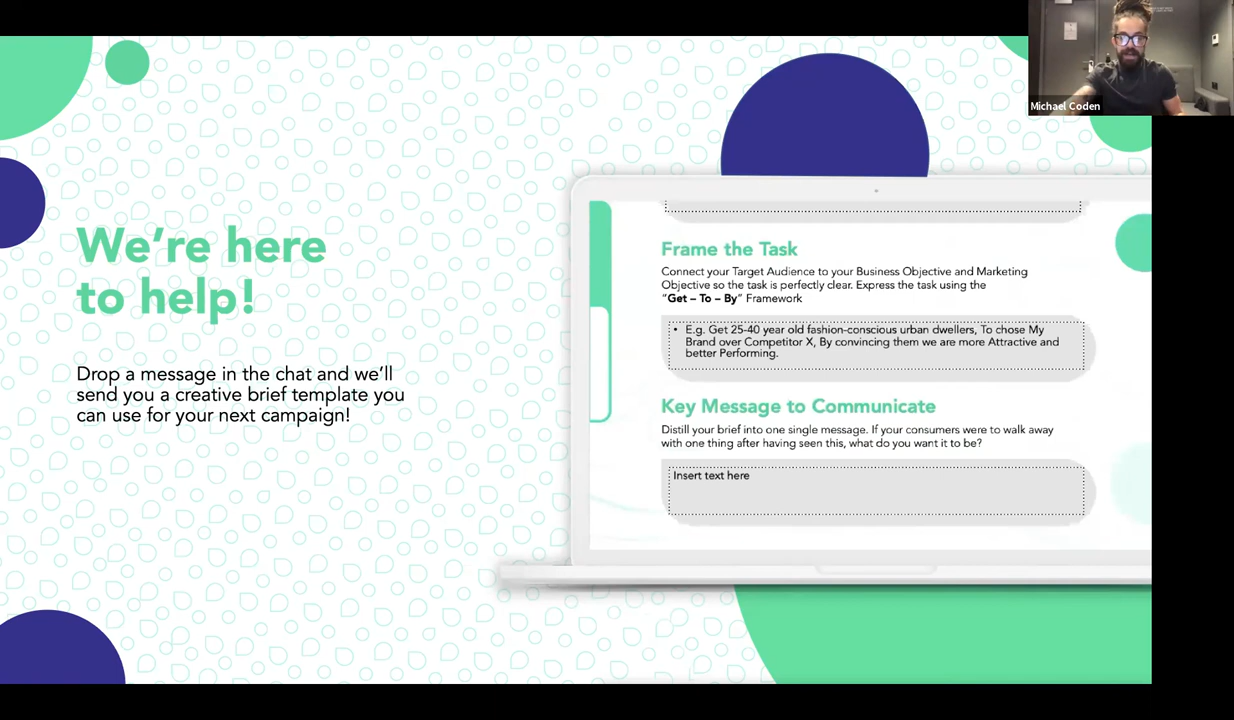 Michael Coden
We're here
to help!
Drop a message in the chat and we'll
send you a creative brief template you
can use for your next campaign!
Frame the Task
Connect your Target Audience to your Business Objective and Marketing
Objective so the task is perfectly clear. Express the task using the
"Get – To – By" Framework
• E.g. Get 25-40 year old fashion-conscious urban dwellers, To chose My
Brand over Competitor X, By convincing them we are more Attractive and
better Performing.
Key Message to Communicate
Distill your brief into one single message. If your consumers were to walk away
with one thing after having seen this, what do you want it to be?
Insert text here